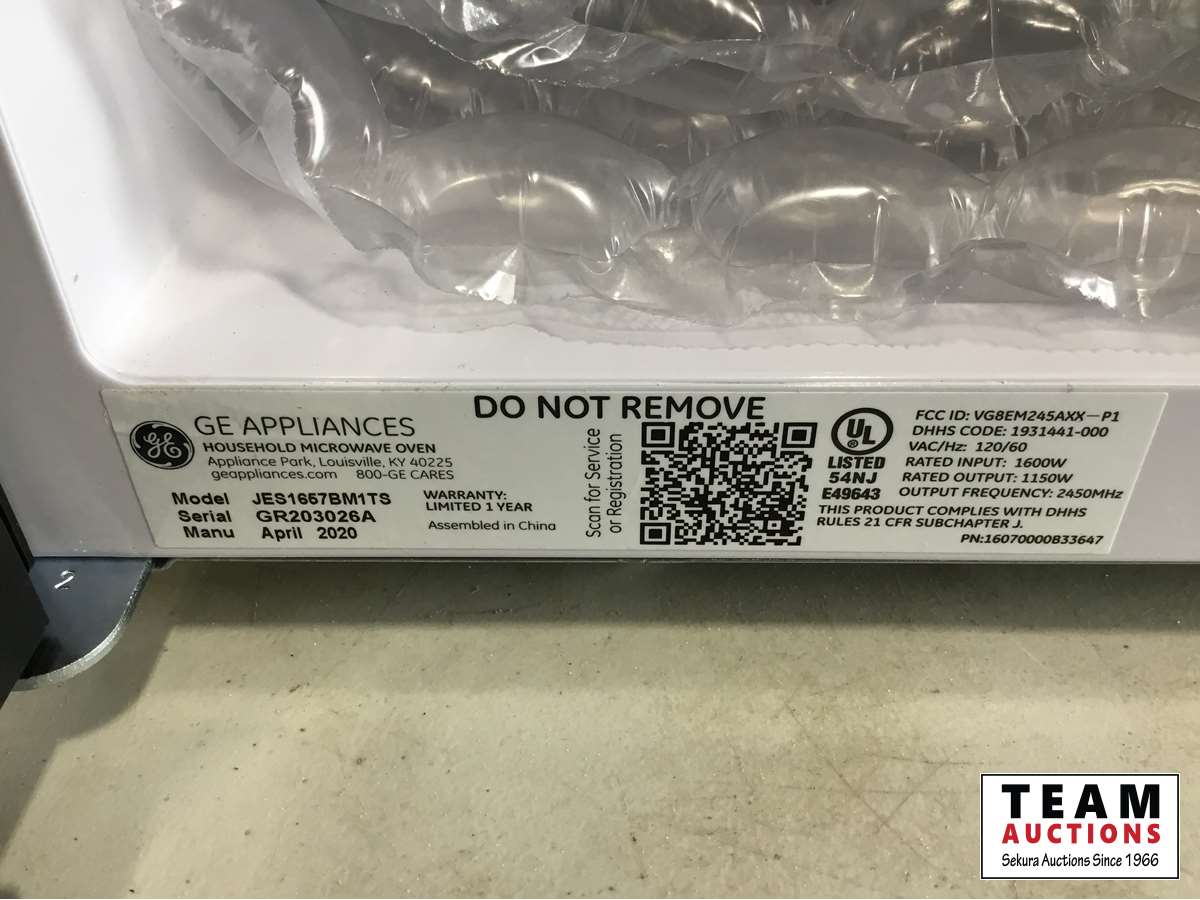 DO NOT REMOVE
GE GE APPLIANCES
HOUSEHOLD MICROWAVE OVEN
Appliance Park, Louisville, KY 40225
geappliances.com 800-GE CARES
Model JES1657BM1TS
Serial GR203026A
Manu April 2020
WARRANTY:
LIMITED 1 YEAR
Assembled in China
Scan for Service
or Registration
UL
LISTED
54NJ
E49643
FCC ID: VG8EM245AXX-P1
DHHS CODE: 1931441-000
VAC/Hz: 120/60
RATED INPUT: 1600W
RATED OUTPUT: 1150W
OUTPUT FREQUENCY: 2450MHz
THIS PRODUCT COMPLIES WITH DHHS
RULES 21 CFR SUBCHAPTER J.
PN:16070000B33647
2
TEAM
AUCTIONS
Sekura Auctions Since 1966